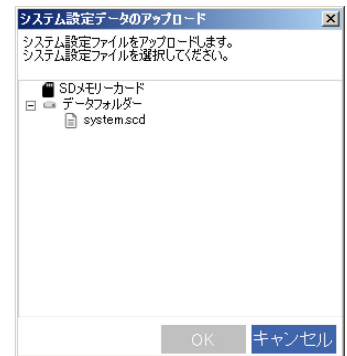 システム設定データのアップロード
システム設定ファイルをアップロードします。
システム設定ファイルを選択してください。
SDメモリーカード
データフォルダー
system.scd
OK キャンセル